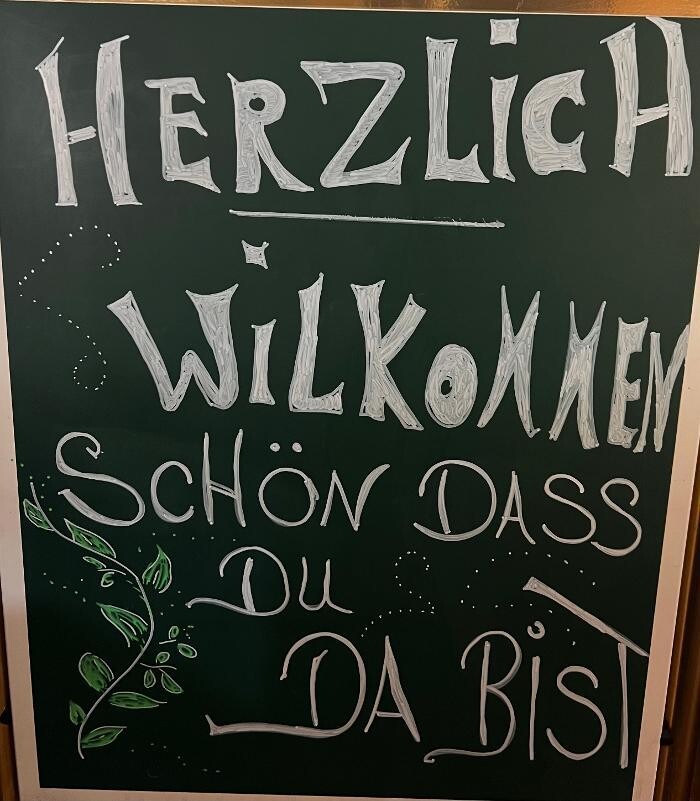 HERZLiCH
WiLKOMMEN
SCHÖN DASS
DU
DA BiST